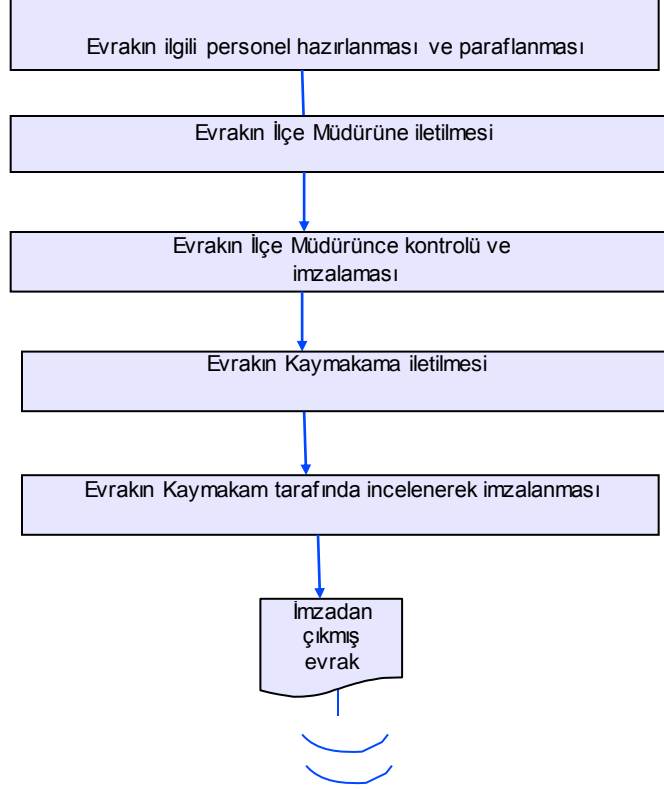 Evrakın ilgili personel hazırlanması ve paraflanması
Evrakın İlçe Müdürüne iletilmesi
Evrakın İlçe Müdürünce kontrolü ve
imzalaması
Evrakın Kaymakama iletilmesi
Evrakın Kaymakam tarafında incelenerek imzalanması
İmzadan
çıkmış
evrak